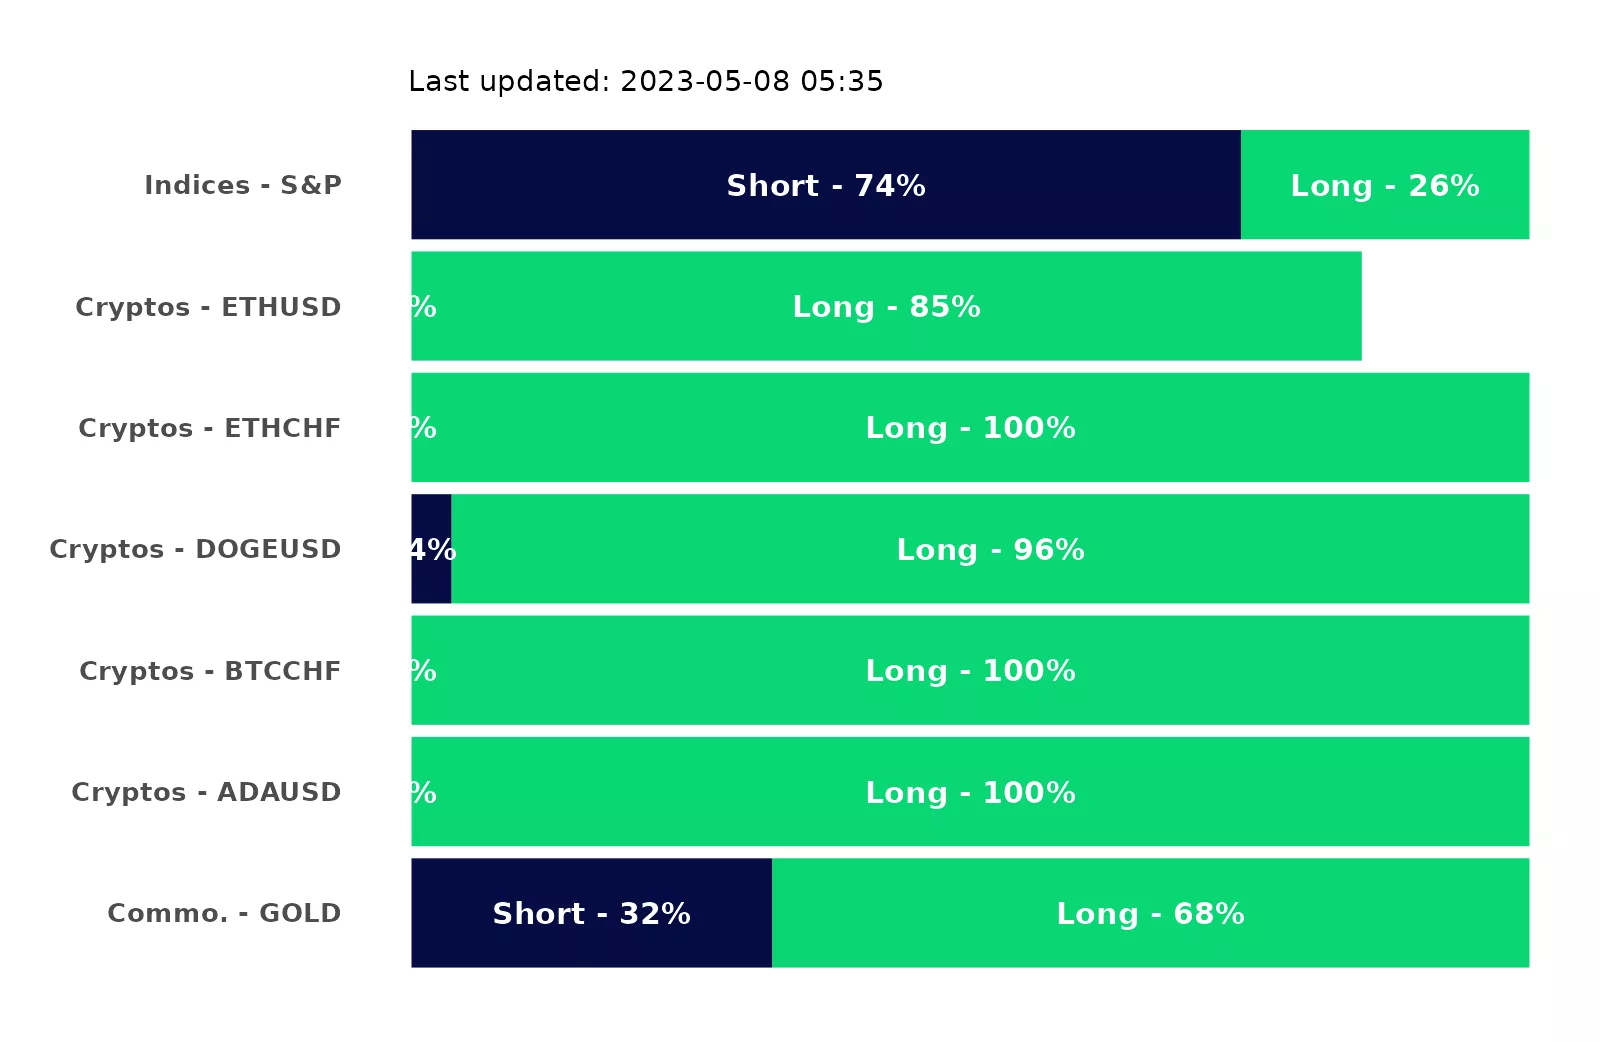 Last updated: 2023-05-08 05:35
Indices - S&P Short - 74% Long - 26%
Cryptos - ETHUSD % Long - 85%
Cryptos - ETHCHF % Long - 100%
Cryptos - DOGEUSD 4% Long - 96%
Cryptos - BTCCHF % Long - 100%
Cryptos - ADAUSD % Long - 100%
Commo. - GOLD Short - 32% Long - 68%